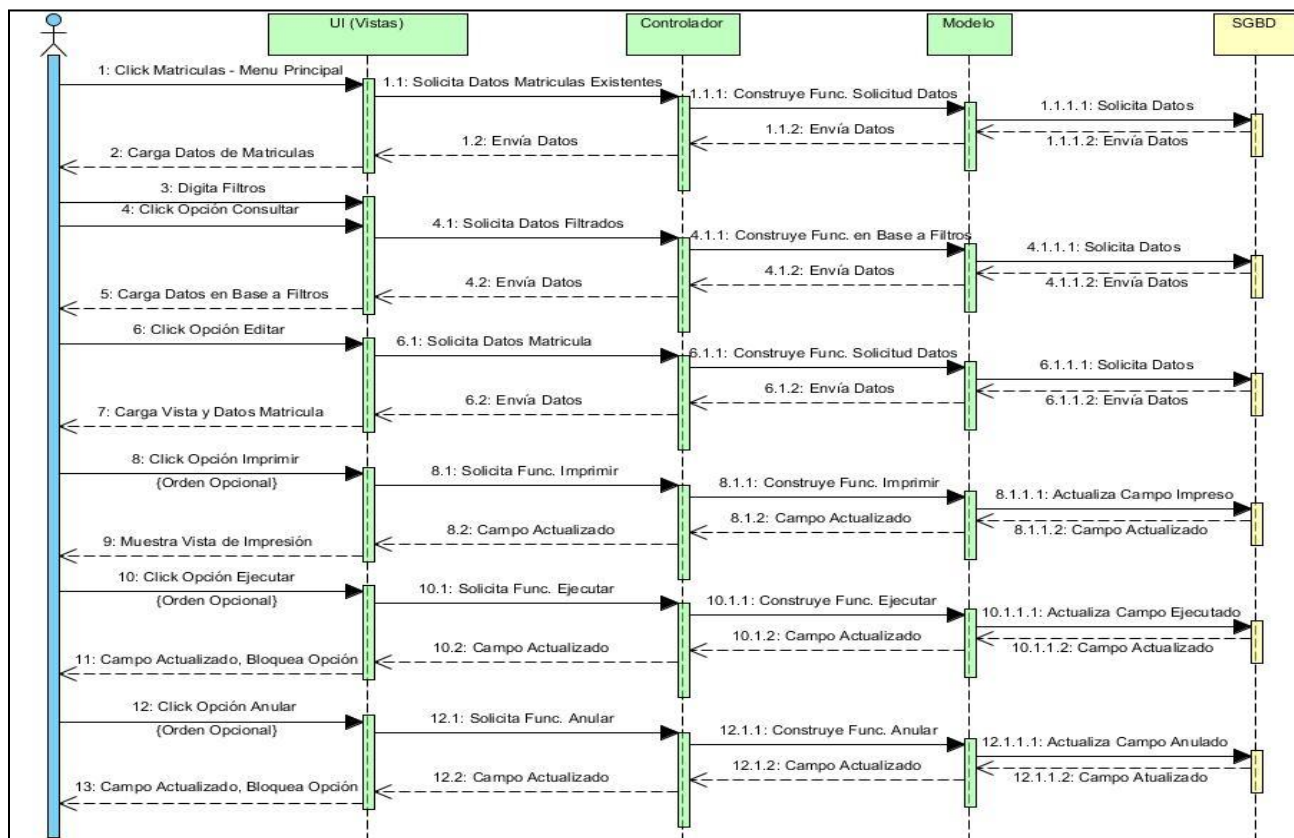 UI (Vistas)
Controlador
Modelo
SGBD
1: Click Matriculas - Menu Principal
1.1: Solicita Datos Matriculas Existentes
1.1.1: Construye Func. Solicitud Datos
1.1.1.1: Solicita Datos
1.1.1.2: Envía Datos
1.1.2: Envía Datos
1.2: Envía Datos
2: Carga Datos de Matriculas
3: Digita Filtros
4: Click Opción Consultar
4.1: Solicita Datos Filtrados
4.1.1: Construye Func. en Base a Filtros
4.1.1.1: Solicita Datos
4.1.1.2: Envía Datos
4.1.2: Envía Datos
4.2: Envía Datos
5: Carga Datos en Base a Filtros
6: Click Opción Editar
6.1: Solicita Datos Matricula
6.1.1: Construye Func. Solicitud Datos
6.1.1.1: Solicita Datos
6.1.1.2: Envía Datos
6.1.2: Envía Datos
6.2: Envía Datos
7: Carga Vista y Datos Matricula
8: Click Opción Imprimir
{Orden Opcional}
8.1: Solicita Func. Imprimir
8.1.1: Construye Func. Imprimir
8.1.1.1: Actualiza Campo Impreso
8.1.1.2: Campo Actualizado
8.1.2: Campo Actualizado
8.2: Campo Actualizado
9: Muestra Vista de Impresión
10: Click Opción Ejecutar
{Orden Opcional}
10.1: Solicita Func. Ejecutar
10.1.1: Construye Func. Ejecutar
10.1.1.1: Actualiza Campo Ejecutado
10.1.1.2: Campo Actualizado
10.1.2: Campo Actualizado
10.2: Campo Actualizado
11: Campo Actualizado, Bloquea Opción
12: Click Opción Anular
{Orden Opcional}
12.1: Solicita Func. Anular
12.1.1: Construye Func. Anular
12.1.1.1: Actualiza Campo Anulado
12.1.1.2: Campo Atualizado
12.1.2: Campo Actualizado
12.2: Campo Actualizado
13: Campo Actualizado, Bloquea Opción